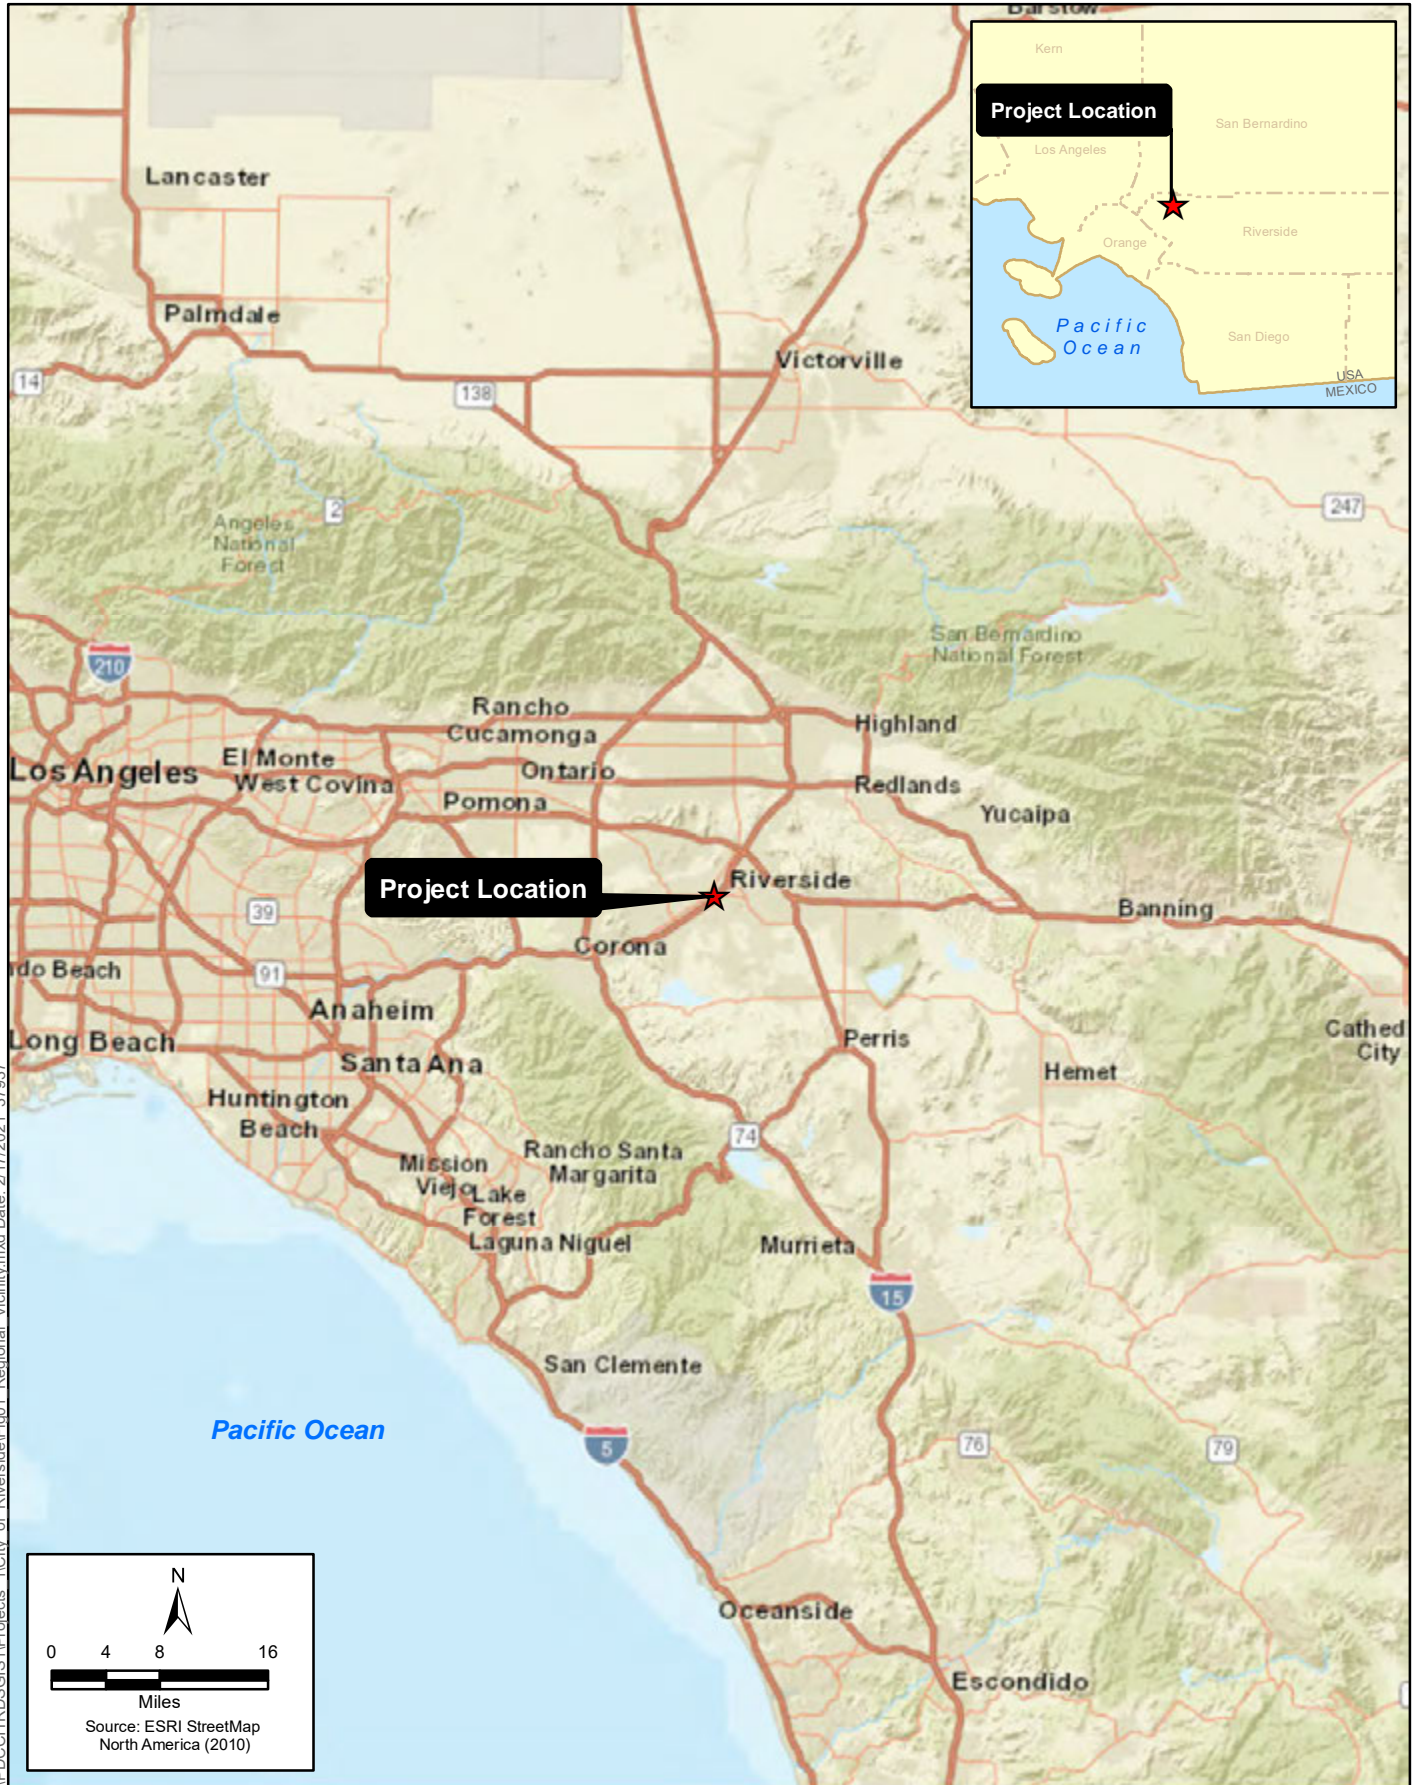 Barstow
Kern
Project Location
San Bernardino
Los Angeles
Orange
Riverside
Pacific
Ocean
San Diego
USA
MEXICO
Lancaster
Palmdale
Victorville
14
138
2
247
Angeles
National
Forest
San Bernardino
National Forest
210
Rancho
Cucamonga
Highland
El Monte
Los Angeles
West Covina
Ontario
Redlands
Pomona
Yucaipa
Project Location
Riverside
39
Banning
Corona
91
do Beach
Anaheim
Long Beach
Perris
Cathed
City
Santa Ana
Hemet
Huntington
Beach
74
Rancho Santa
Margarita
Mission
Viejo
Lake
Forest
Laguna Niguel
Murrieta
15
San Clemente
Pacific Ocean
5
76
79
Oceanside
Escondido
N
0 4 8 16
Miles
Source: ESRI StreetMap
North America (2010)